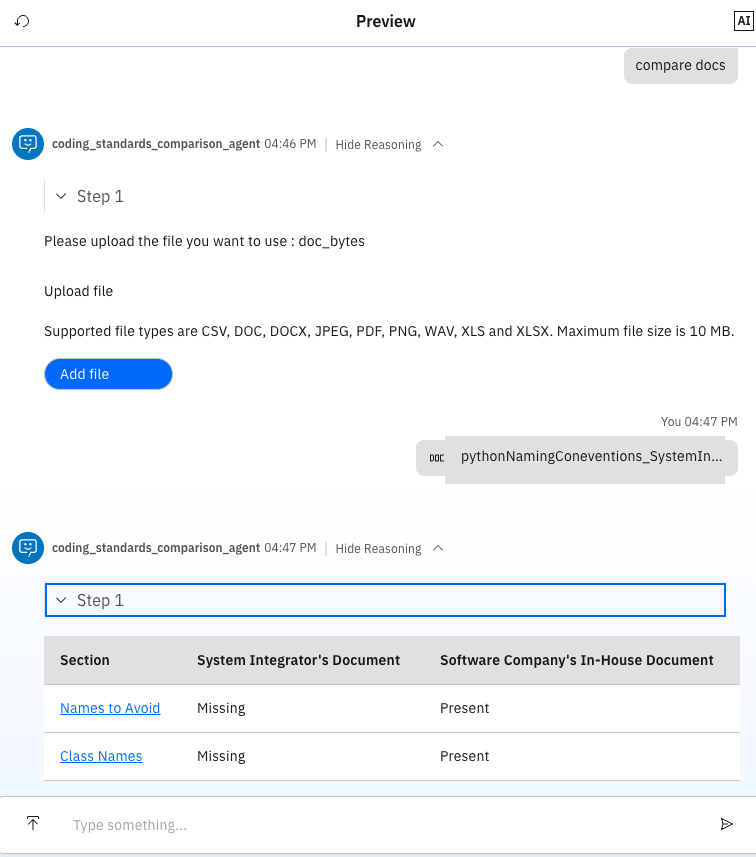 Preview
AI
compare docs
coding_standards_comparison_agent 04:46 PM | Hide Reasoning
Step 1
Please upload the file you want to use : doc_bytes
Upload file
Supported file types are CSV, DOC, DOCX, JPEG, PDF, PNG, WAV, XLS and XLSX. Maximum file size is 10 MB.
Add file
You 04:47 PM
DOC pythonNamingConeventions_SystemIn...
coding_standards_comparison_agent 04:47 PM | Hide Reasoning
Step 1
Section System Integrator's Document Software Company's In-House Document
Names to Avoid Missing Present
Class Names Missing Present
Type something...